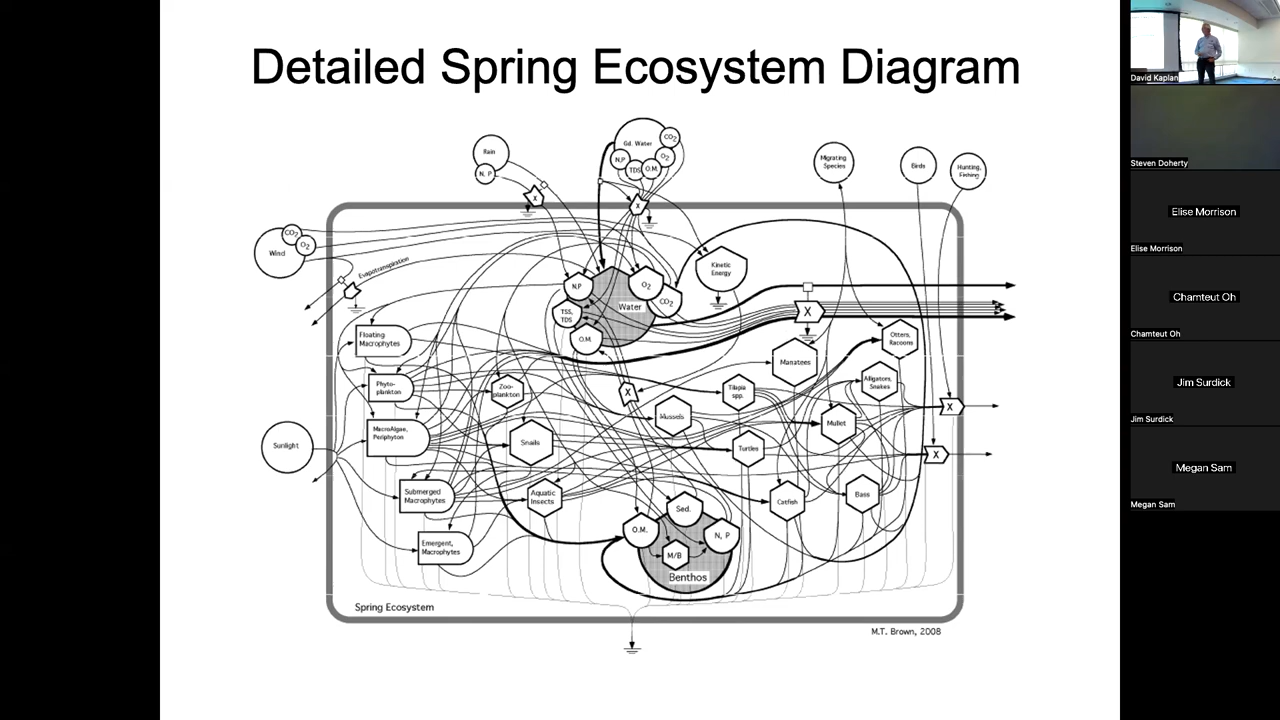 Detailed Spring Ecosystem Diagram
Rain
N, P
Gd. Water
CO2
N,P
O2
TDS
O.M.
Migrating
Species
Birds
Hunting,
Fishing
X
X
CO2
O2
Wind
Evapotranspiration
N,P
O2
CO2
Water
TSS,
TDS
O.M.
Kinetic
Energy
X
Floating
Macrophytes
Otters,
Racoons
Manatees
Phyto-
plankton
Zoo-
plankton
X
Tilapia
spp.
Alligators,
Snakes
X
Mussels
Mullet
MacroAlgae,
Periphyton
Snails
Turtles
X
Sunlight
Submerged
Macrophytes
Aquatic
Insects
Catfish
Bass
Sed.
O.M.
N, P
M/B
Benthos
Emergent,
Macrophytes
Spring Ecosystem
M.T. Brown, 2008
David Kaplan
Steven Doherty
Elise Morrison
Elise Morrison
Chamteut Oh
Chamteut Oh
Jim Surdick
Jim Surdick
Megan Sam
Megan Sam